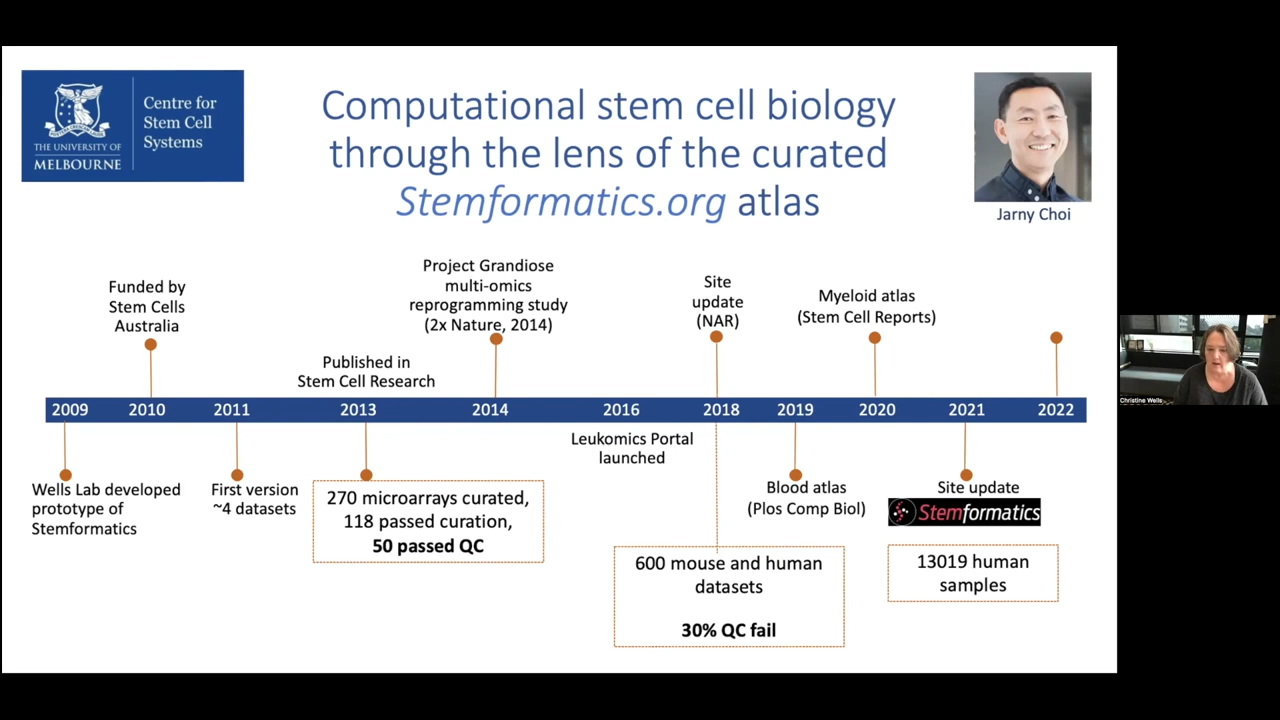 THE UNIVERSITY OF
MELBOURNE
Centre for
Stem Cell
Systems
Computational stem cell biology
through the lens of the curated
Stemformatics.org atlas
Jarny Choi
Funded by
Stem Cells
Australia
Published in
Stem Cell Research
Project Grandiose
multi-omics
reprogramming study
(2x Nature, 2014)
Site
update
(NAR)
Myeloid atlas
(Stem Cell Reports)
2009 2010 2011 2013 2014 2016 2018 2019 2020 2021 2022
Wells Lab developed
prototype of
Stemformatics
First version
~4 datasets
270 microarrays curated,
118 passed curation,
50 passed QC
Leukomics Portal
launched
600 mouse and human
datasets
30% QC fail
Blood atlas
(Plos Comp Biol)
Site update
Stemformatics
13019 human
samples
Christine Wells